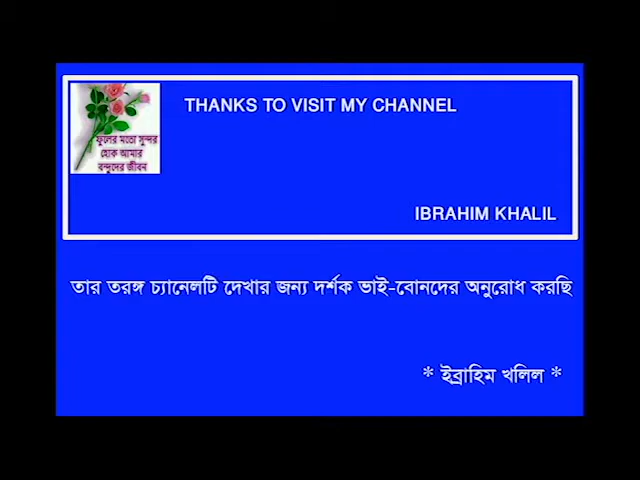 THANKS TO VISIT MY CHANNEL
ফুলের মতো সুন্দর
হোক আমার
বন্দুদের জীবন
IBRAHIM KHALIL
তার তরঙ্গ চ্যানেলটি দেখার জন্য দর্শক ভাই-বোনদের অনুরোধ করছি
* ইব্রাহিম খলিল *